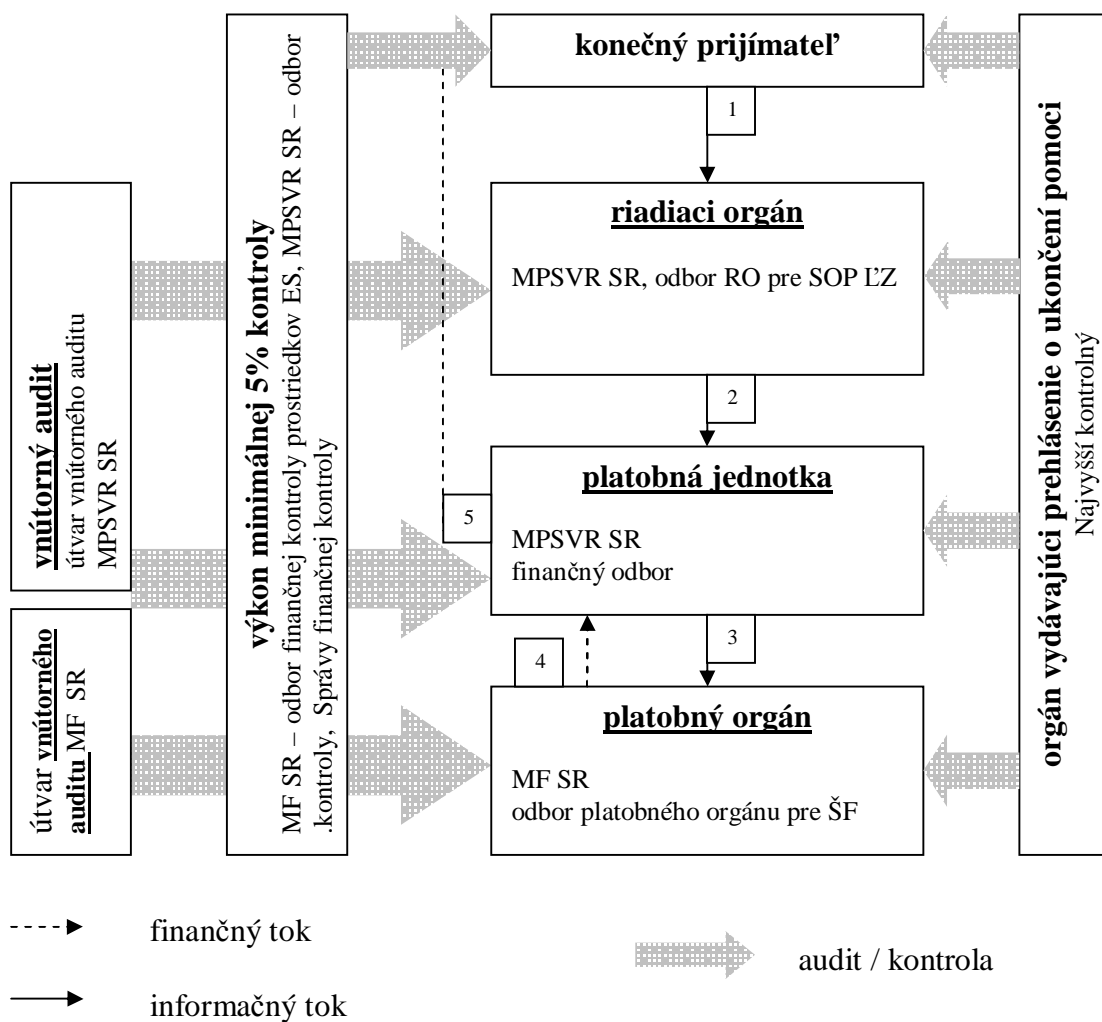 konečný prijímateľ
1
riadiaci orgán
MPSVR SR, odbor RO pre SOP ĽZ
2
platobná jednotka
MPSVR SR
finančný odbor
5
3
4
platobný orgán
MF SR
odbor platobného orgánu pre ŠF
vnútorný audit
útvar vnútorného auditu
MPSVR SR
útvar vnútorného
auditu MF SR
výkon minimálnej 5% kontroly
MF SR – odbor finančnej kontroly prostriedkov ES, MPSVR SR – odbor
.kontroly, Správy finančnej kontroly
orgán vydávajúci prehlásenie o ukončení pomoci
Najvyšší kontrolný
finančný tok
audit / kontrola
informačný tok